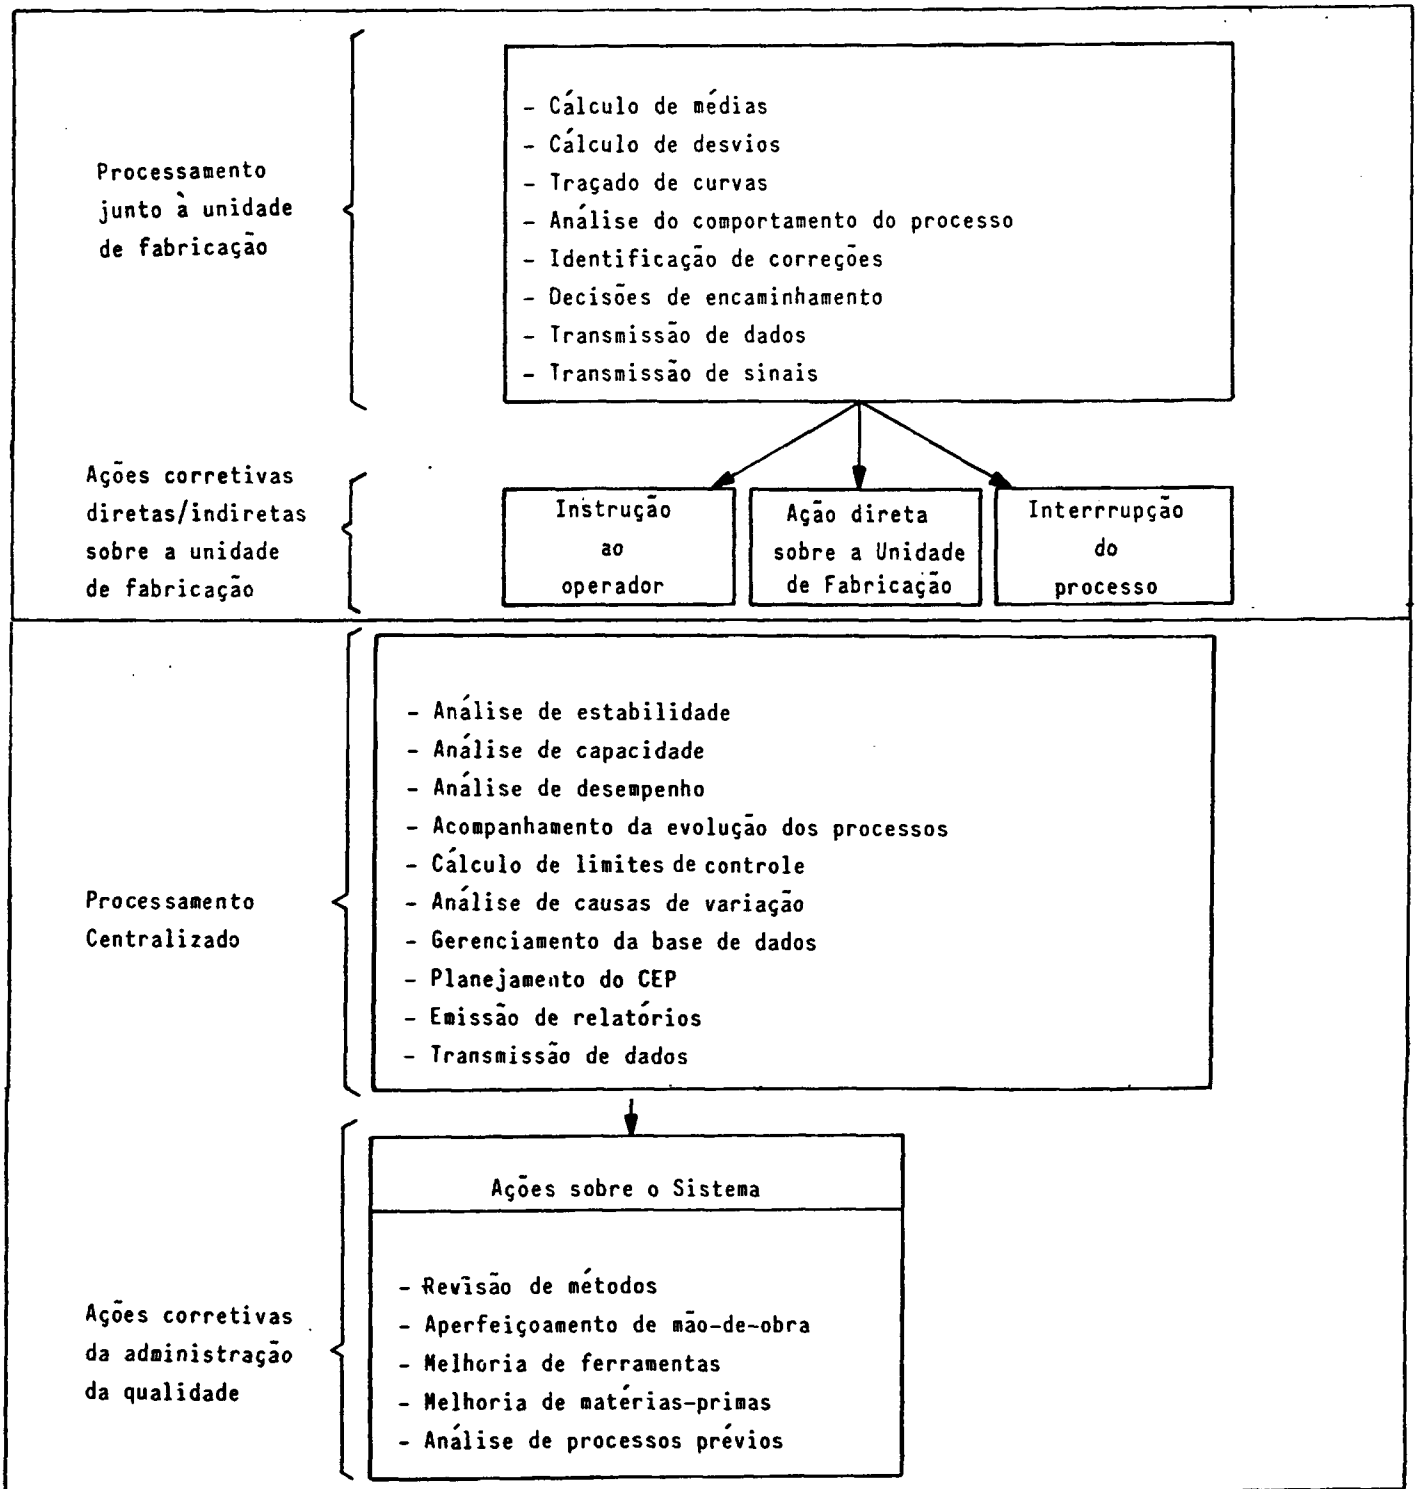 Processamento
junto à unidade
de fabricação
- Cálculo de médias
- Cálculo de desvios
- Traçado de curvas
- Análise do comportamento do processo
- Identificação de correções
- Decisões de encaminhamento
- Transmissão de dados
- Transmissão de sinais
Ações corretivas
diretas/indiretas
sobre a unidade
de fabricação
Instrução
ao
operador
Ação direta
sobre a Unidade
de Fabricação
Interrrupção
do
processo
Processamento
Centralizado
- Análise de estabilidade
- Análise de capacidade
- Análise de desempenho
- Acompanhamento da evolução dos processos
- Cálculo de limites de controle
- Análise de causas de variação
- Gerenciamento da base de dados
- Planejamento do CEP
- Emissão de relatórios
- Transmissão de dados
Ações corretivas
da administração
da qualidade
Ações sobre o Sistema
- Revisão de métodos
- Aperfeiçoamento de mão-de-obra
- Melhoria de ferramentas
- Melhoria de matérias-primas
- Análise de processos prévios